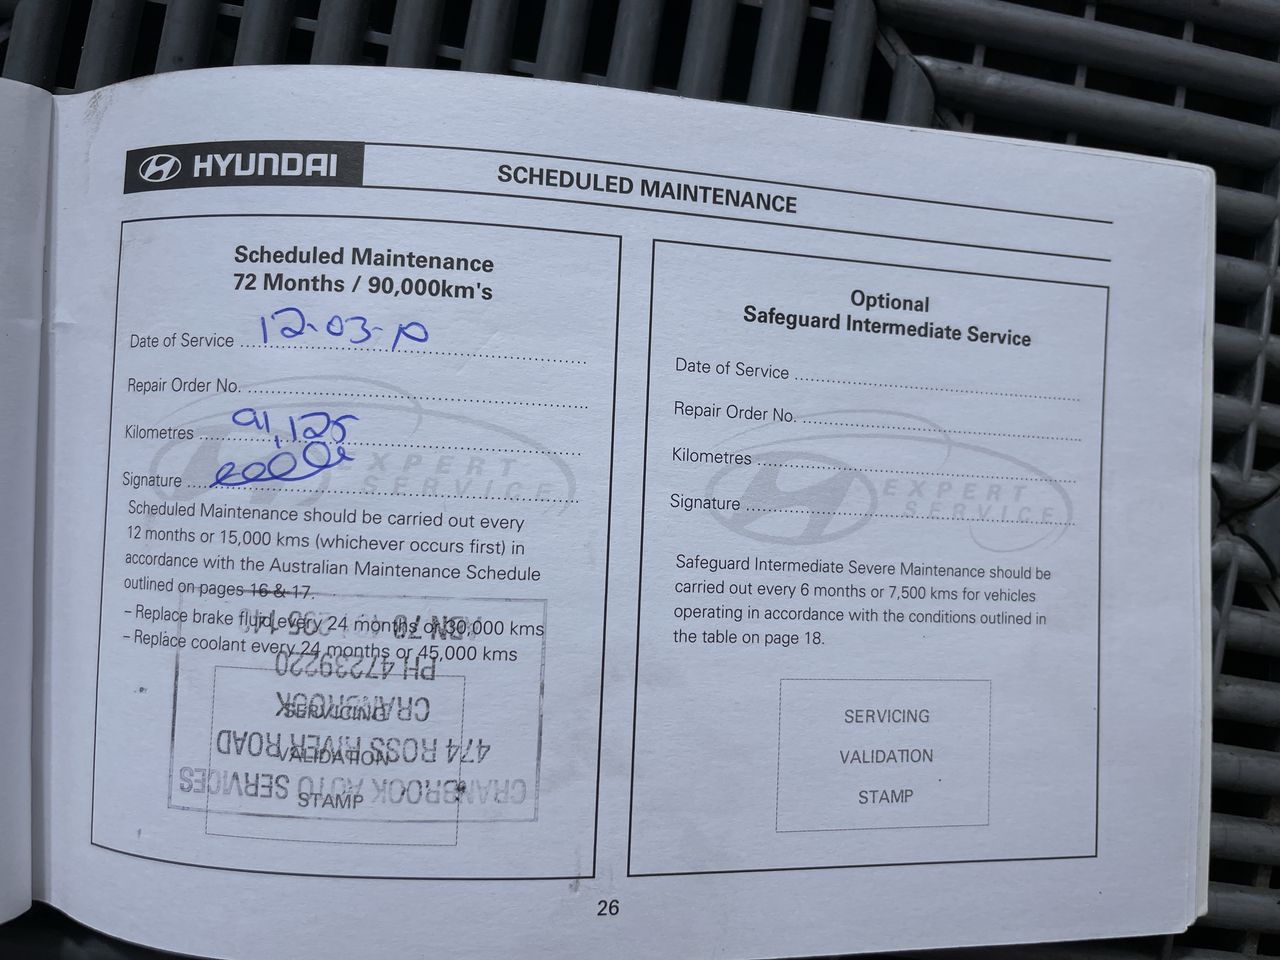 HYUNDAI
SCHEDULED MAINTENANCE
Scheduled Maintenance
72 Months / 90,000km's
Date of Service 12-03-10
Repair Order No.
Kilometres 91,125
Signature
EXPERT
SERVICE
Scheduled Maintenance should be carried out every
12 months or 15,000 kms (whichever occurs first) in
accordance with the Australian Maintenance Schedule
outlined on pages 16 & 17.
– Replace brake fluid every 24 months or 30,000 kms
– Replace coolant every 24 months or 45,000 kms
SERVICING
VALIDATION
STAMP
CRANBROOK AUTO SERVICES
474 ROSS RIVER ROAD
CRANBROOK
PH 47239220
Optional
Safeguard Intermediate Service
Date of Service
Repair Order No.
Kilometres
Signature
EXPERT
SERVICE
Safeguard Intermediate Severe Maintenance should be
carried out every 6 months or 7,500 kms for vehicles
operating in accordance with the conditions outlined in
the table on page 18.
SERVICING
VALIDATION
STAMP
26